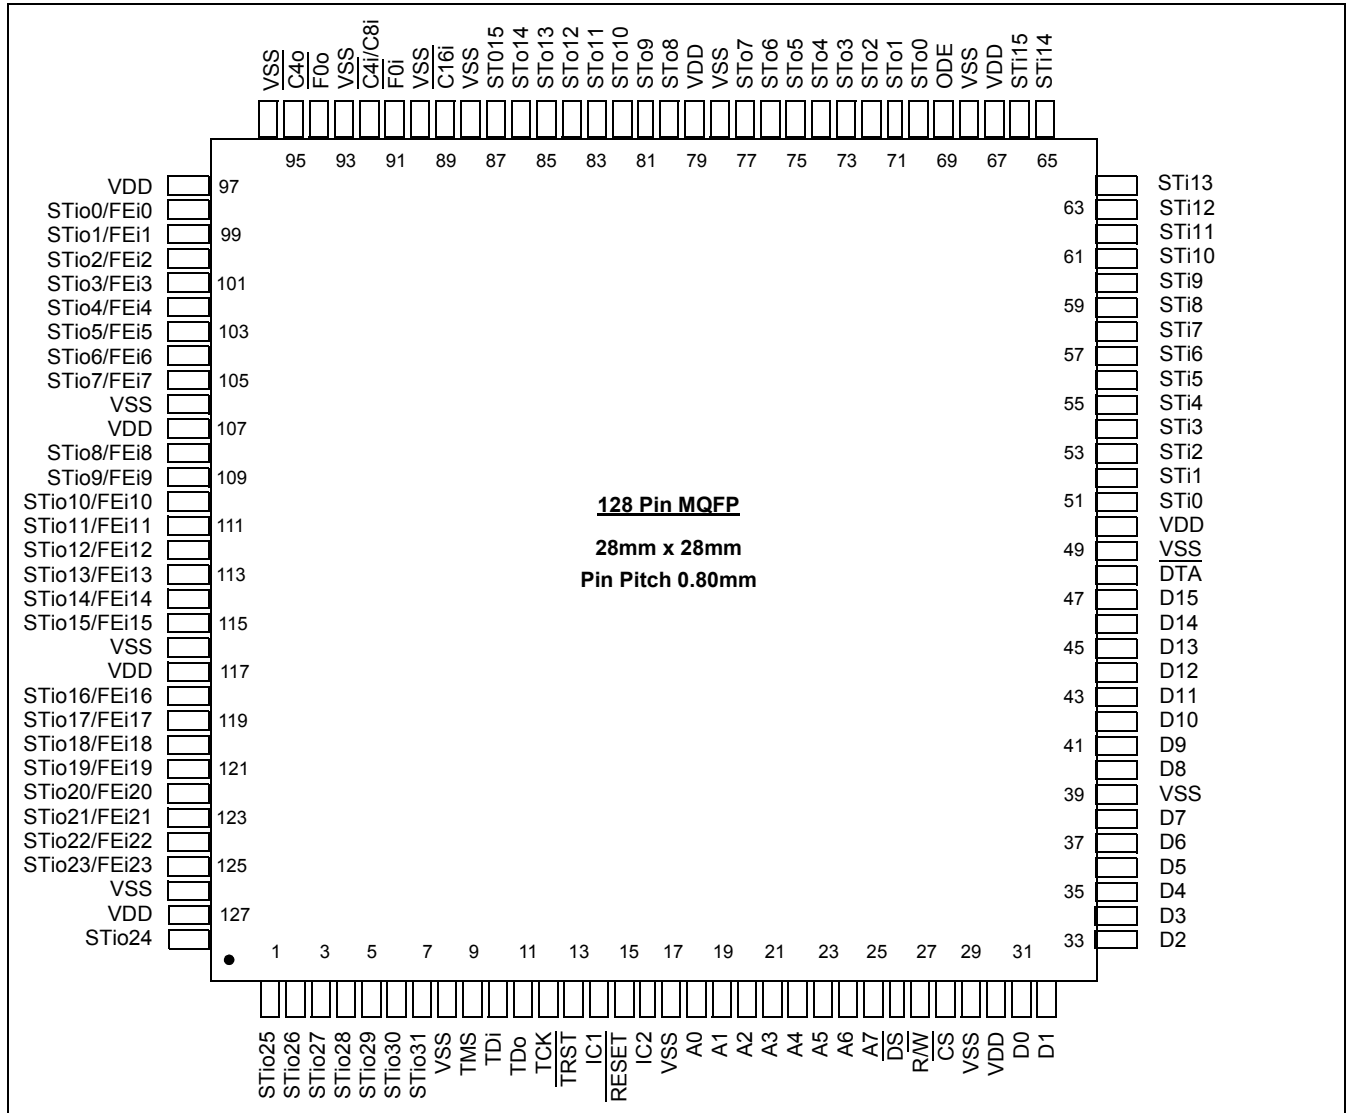 VSS C4o F0o VSS C4i/C8i F0i VSS C16i VSS ST015 STo14 STo13 STo12 STo11 STo10 STo9 STo8 VDD VSS STo7 STo6 STo5 STo4 STo3 STo2 STo1 STo0 ODE VSS VDD STi15 STi14
95 93 91 89 87 85 83 81 79 77 75 73 71 69 67 65
VDD 97
STio0/FEi0
STio1/FEi1 99
STio2/FEi2
STio3/FEi3 101
STio4/FEi4
STio5/FEi5 103
STio6/FEi6
STio7/FEi7 105
VSS
VDD 107
STio8/FEi8
STio9/FEi9 109
STio10/FEi10
STio11/FEi11 111
STio12/FEi12
STio13/FEi13 113
STio14/FEi14
STio15/FEi15 115
VSS
VDD 117
STio16/FEi16
STio17/FEi17 119
STio18/FEi18
STio19/FEi19 121
STio20/FEi20
STio21/FEi21 123
STio22/FEi22
STio23/FEi23 125
VSS
VDD 127
STio24
128 Pin MQFP
28mm x 28mm
Pin Pitch 0.80mm
STi13
63 STi12
STi11
61 STi10
STi9
59 STi8
STi7
57 STi6
STi5
55 STi4
STi3
53 STi2
STi1
51 STi0
VDD
49 VSS
DTA
47 D15
D14
45 D13
D12
43 D11
D10
41 D9
D8
39 VSS
D7
37 D6
D5
35 D4
D3
33 D2
1 3 5 7 9 11 13 15 17 19 21 23 25 27 29 31
STio25 STio26 STio27 STio28 STio29 STio30 STio31 VSS TMS TDi TDo TCK TRST IC1 RESET IC2 VSS A0 A1 A2 A3 A4 A5 A6 A7 DS R/W CS VSS VDD D0 D1